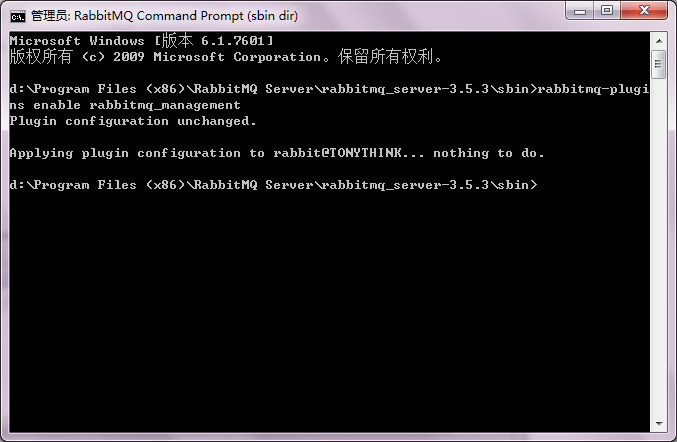 管理员: RabbitMQ Command Prompt (sbin dir)
Microsoft Windows [版本 6.1.7601]
版权所有 (c) 2009 Microsoft Corporation。保留所有权利。
d:\Program Files (x86)\RabbitMQ Server\rabbitmq_server-3.5.3\sbin>rabbitmq-plugi
ns enable rabbitmq_management
Plugin configuration unchanged.
Applying plugin configuration to rabbit@TONYTHINK... nothing to do.
d:\Program Files (x86)\RabbitMQ Server\rabbitmq_server-3.5.3\sbin>